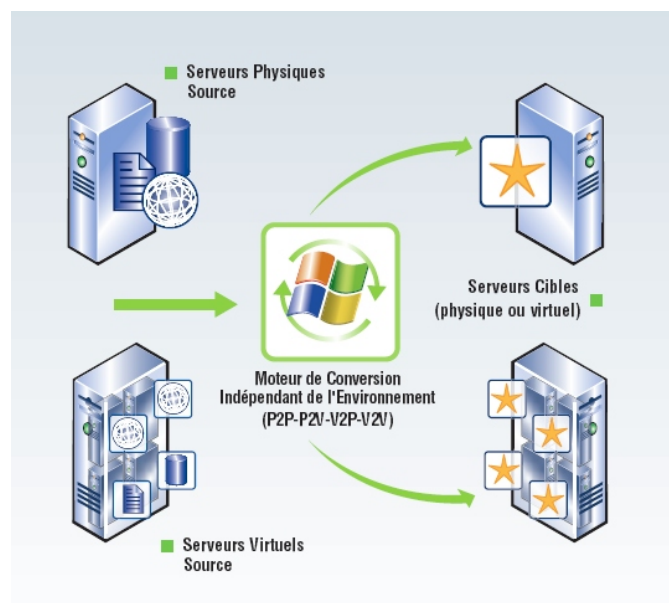 Serveurs Physiques
Source
Serveurs Cibles
(physique ou virtuel)
Moteur de Conversion
Indépendant de l'Environnement
(P2P-P2V-V2P-V2V)
Serveurs Virtuels
Source